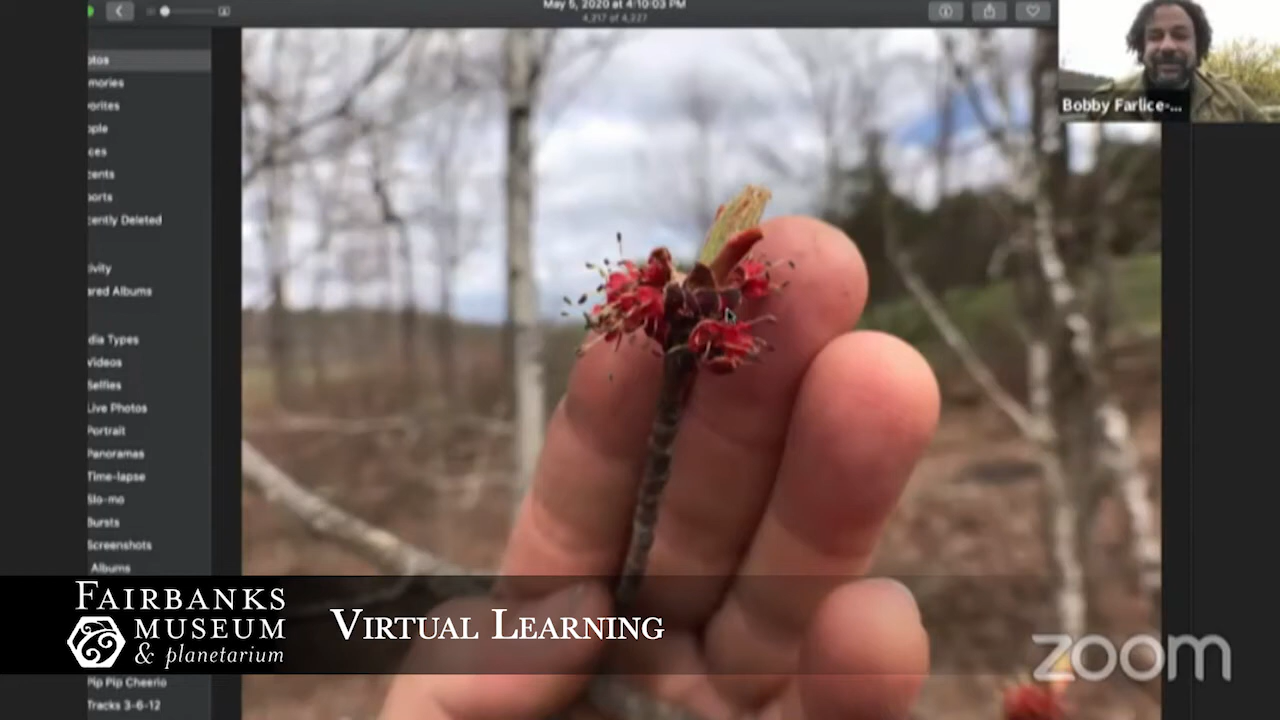 May 5, 2020 at 4:10:03 PM
4,217 of 4,227
otos
mories
orites
ople
ces
cents
ports
cently Deleted
ivity
ared Albums
dia Types
Videos
Selfies
Live Photos
Portrait
Panoramas
Time-lapse
Slo-mo
Bursts
Screenshots
Albums
Pip Pip Cheerio
Tracks 3-6-12
Bobby Farlice-...
FAIRBANKS
MUSEUM
& planetarium
VIRTUAL LEARNING
zoom